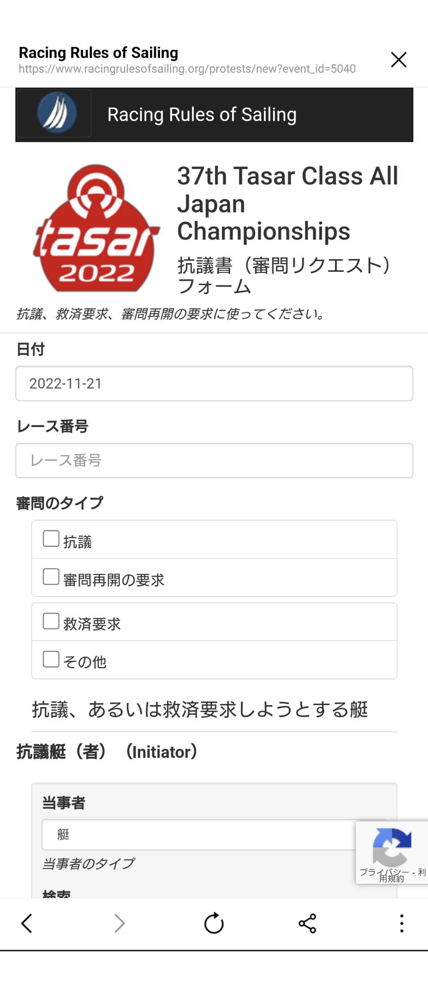 Racing Rules of Sailing
https://www.racingrulesofsailing.org/protests/new?event_id=5040
Racing Rules of Sailing
tasar
2022
37th Tasar Class All
Japan
Championships
抗議書（審問リクエスト）
フォーム
抗議、救済要求、審問再開の要求に使ってください。
日付
2022-11-21
レース番号
レース番号
審問のタイプ
抗議
審問再開の要求
救済要求
その他
抗議、あるいは救済要求しようとする艇
抗議艇（者）（Initiator）
当事者
艇
当事者のタイプ
プライバシー - 利
用規約
検索